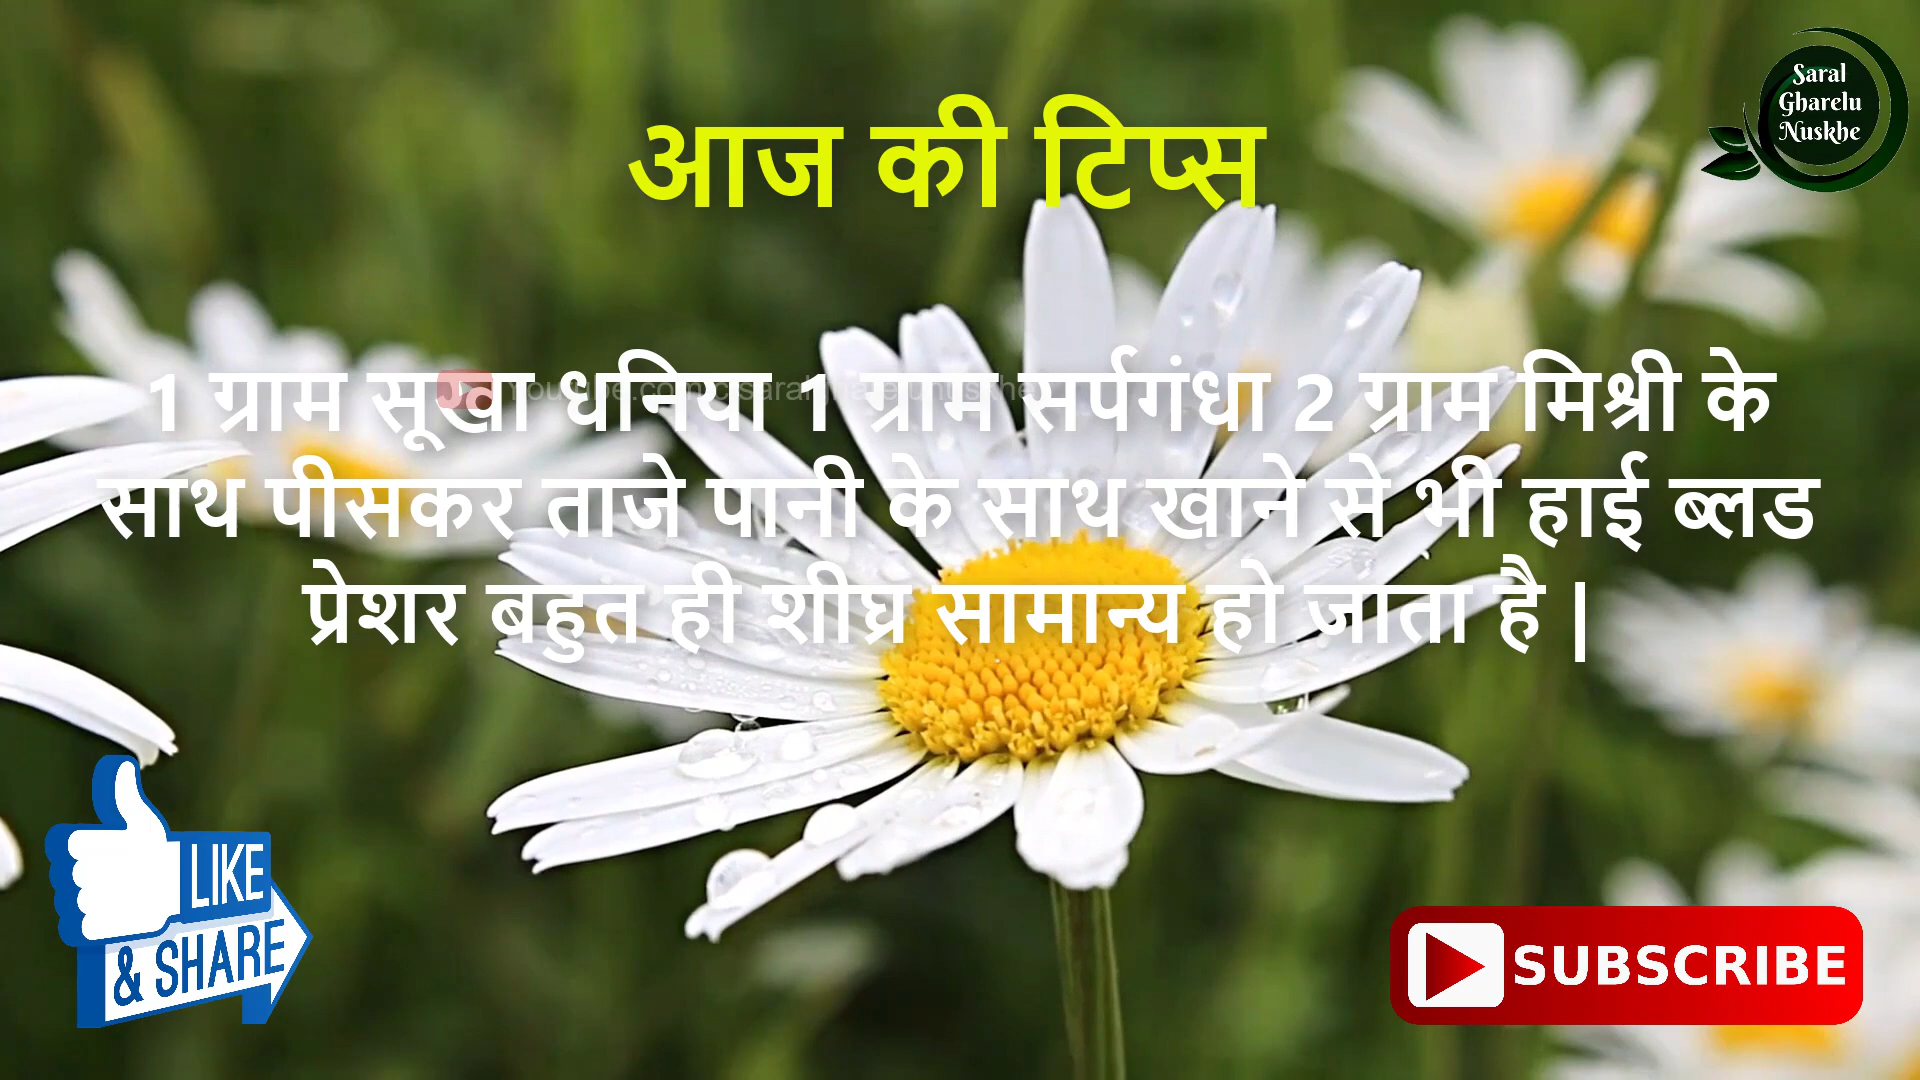 Saral
Gharelu
Nuskhe
आज की टिप्स
1 ग्राम सूखा धनिया 1 ग्राम सर्पगंधा 2 ग्राम मिश्री के
साथ पीसकर ताजे पानी के साथ खाने से भी हाई ब्लड
प्रेशर बहुत ही शीघ्र सामान्य हो जाता है |
LIKE
& SHARE
SUBSCRIBE